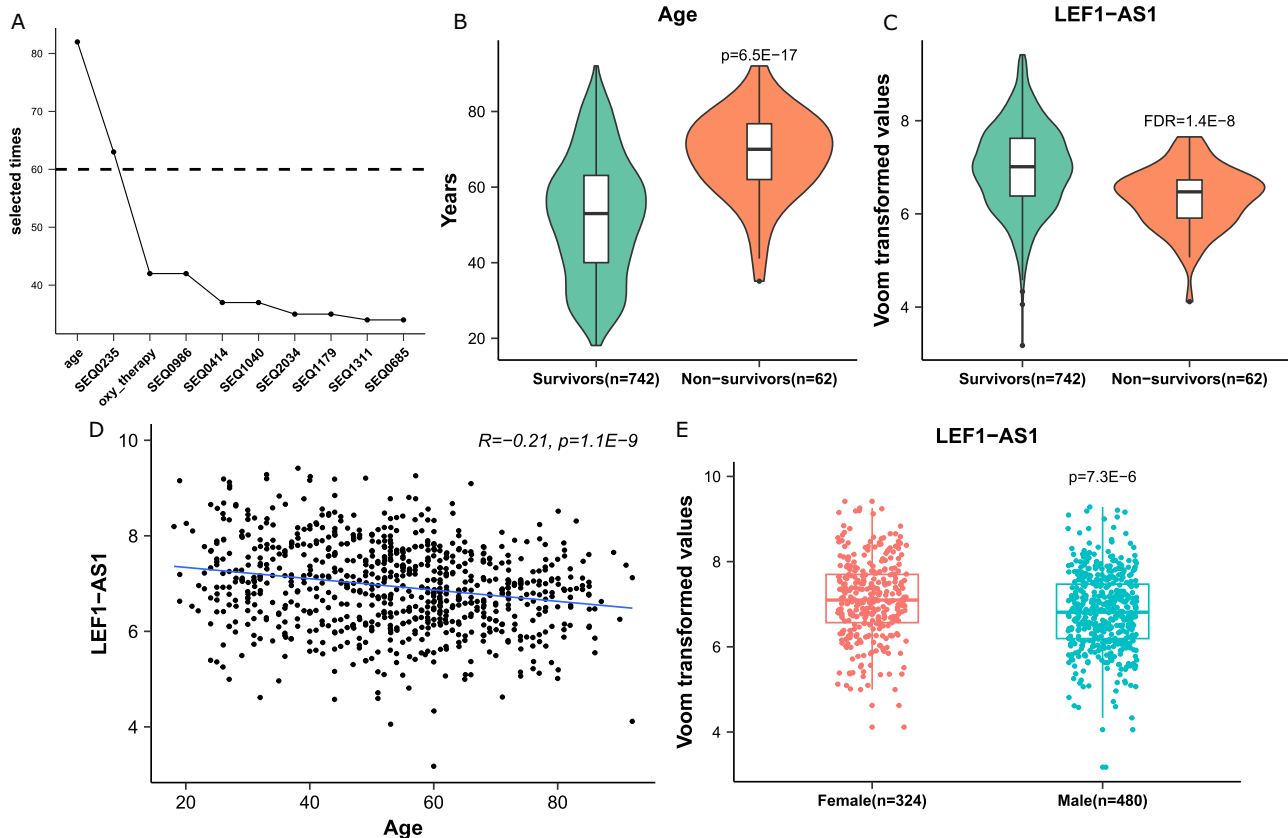 A
selected times
80
70
60
50
40
age
SEQ0235
oxy_therapy
SEQ0986
SEQ0414
SEQ1040
SEQ2034
SEQ1179
SEQ1311
SEQ0685
B
Age
p=6.5E−17
Years
80
60
40
20
Survivors(n=742)
Non−survivors(n=62)
C
LEF1−AS1
FDR=1.4E−8
Voom transformed values
8
6
4
Survivors(n=742)
Non−survivors(n=62)
D
R=−0.21, p=1.1E−9
LEF1−AS1
10
8
6
4
20
40
60
80
Age
E
LEF1−AS1
p=7.3E−6
Voom transformed values
10
8
6
4
Female(n=324)
Male(n=480)